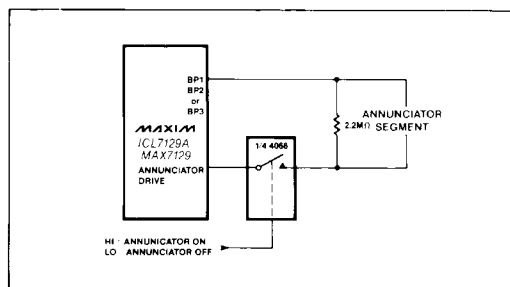 BP1
BP2
or
BP3
MAXIM
ICL7129A
MAX7129
ANNUNCIATOR
DRIVE
1/4 4066
2.2MΩ
ANNUNCIATOR
SEGMENT
HI · ANNUNICATOR ON
LO ANNUNCIATOR OFF